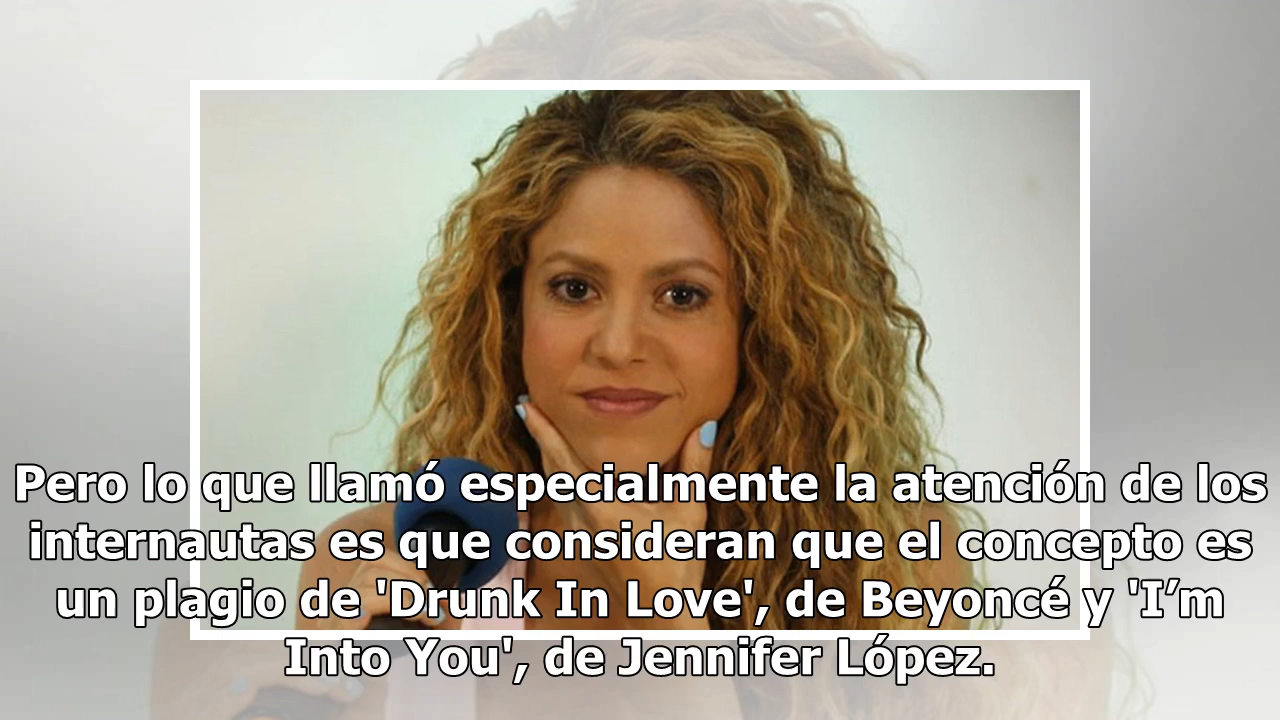 Pero lo que llamó especialmente la atención de los
internautas es que consideran que el concepto es
un plagio de 'Drunk In Love', de Beyoncé y 'I’m
Into You', de Jennifer López.